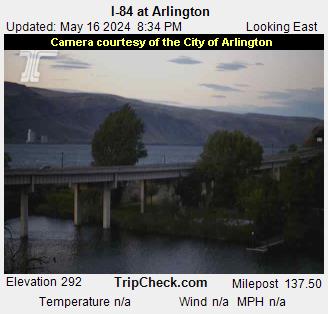 I-84 at Arlington
Updated: May 16 2024 8:34 PM Looking East
Camera courtesy of the City of Arlington
Elevation 292 TripCheck.com Milepost 137.50
Temperature n/a Wind n/a MPH n/a